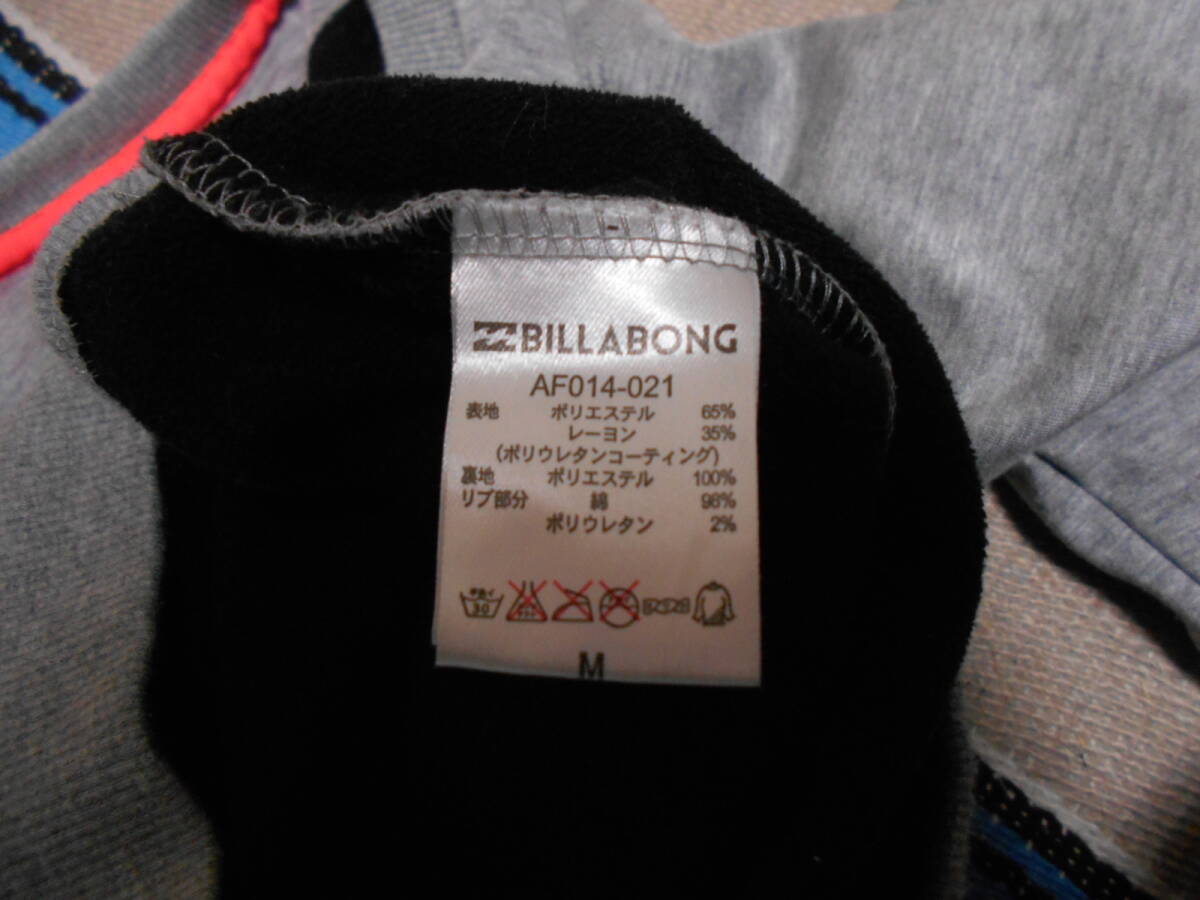 BILLABONG
AF014-021
表地 ポリエステル 65%
レーヨン 35%
(ポリウレタンコーティング)
裏地 ポリエステル 100%
リブ部分 綿 98%
ポリウレタン 2%
30
M